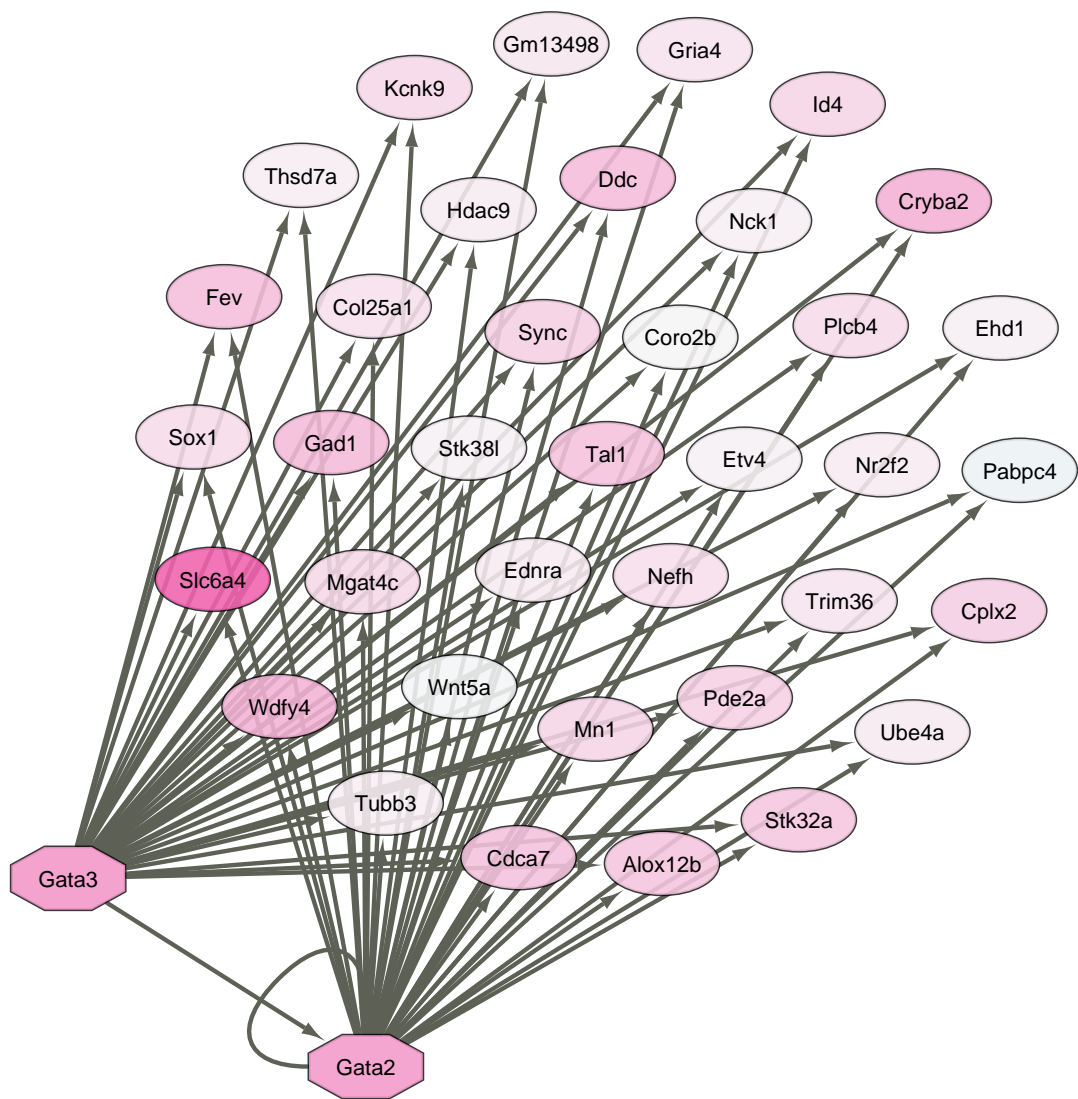 Gm13498
Gria4
Kcnk9
Id4
Thsd7a
Ddc
Cryba2
Hdac9
Nck1
Fev
Col25a1
Sync
Coro2b
Plcb4
Ehd1
Sox1
Gad1
Stk38l
Tal1
Etv4
Nr2f2
Pabpc4
Slc6a4
Mgat4c
Ednra
Nefh
Trim36
Cplx2
Wdfy4
Wnt5a
Mn1
Pde2a
Ube4a
Tubb3
Stk32a
Cdca7
Alox12b
Gata3
Gata2